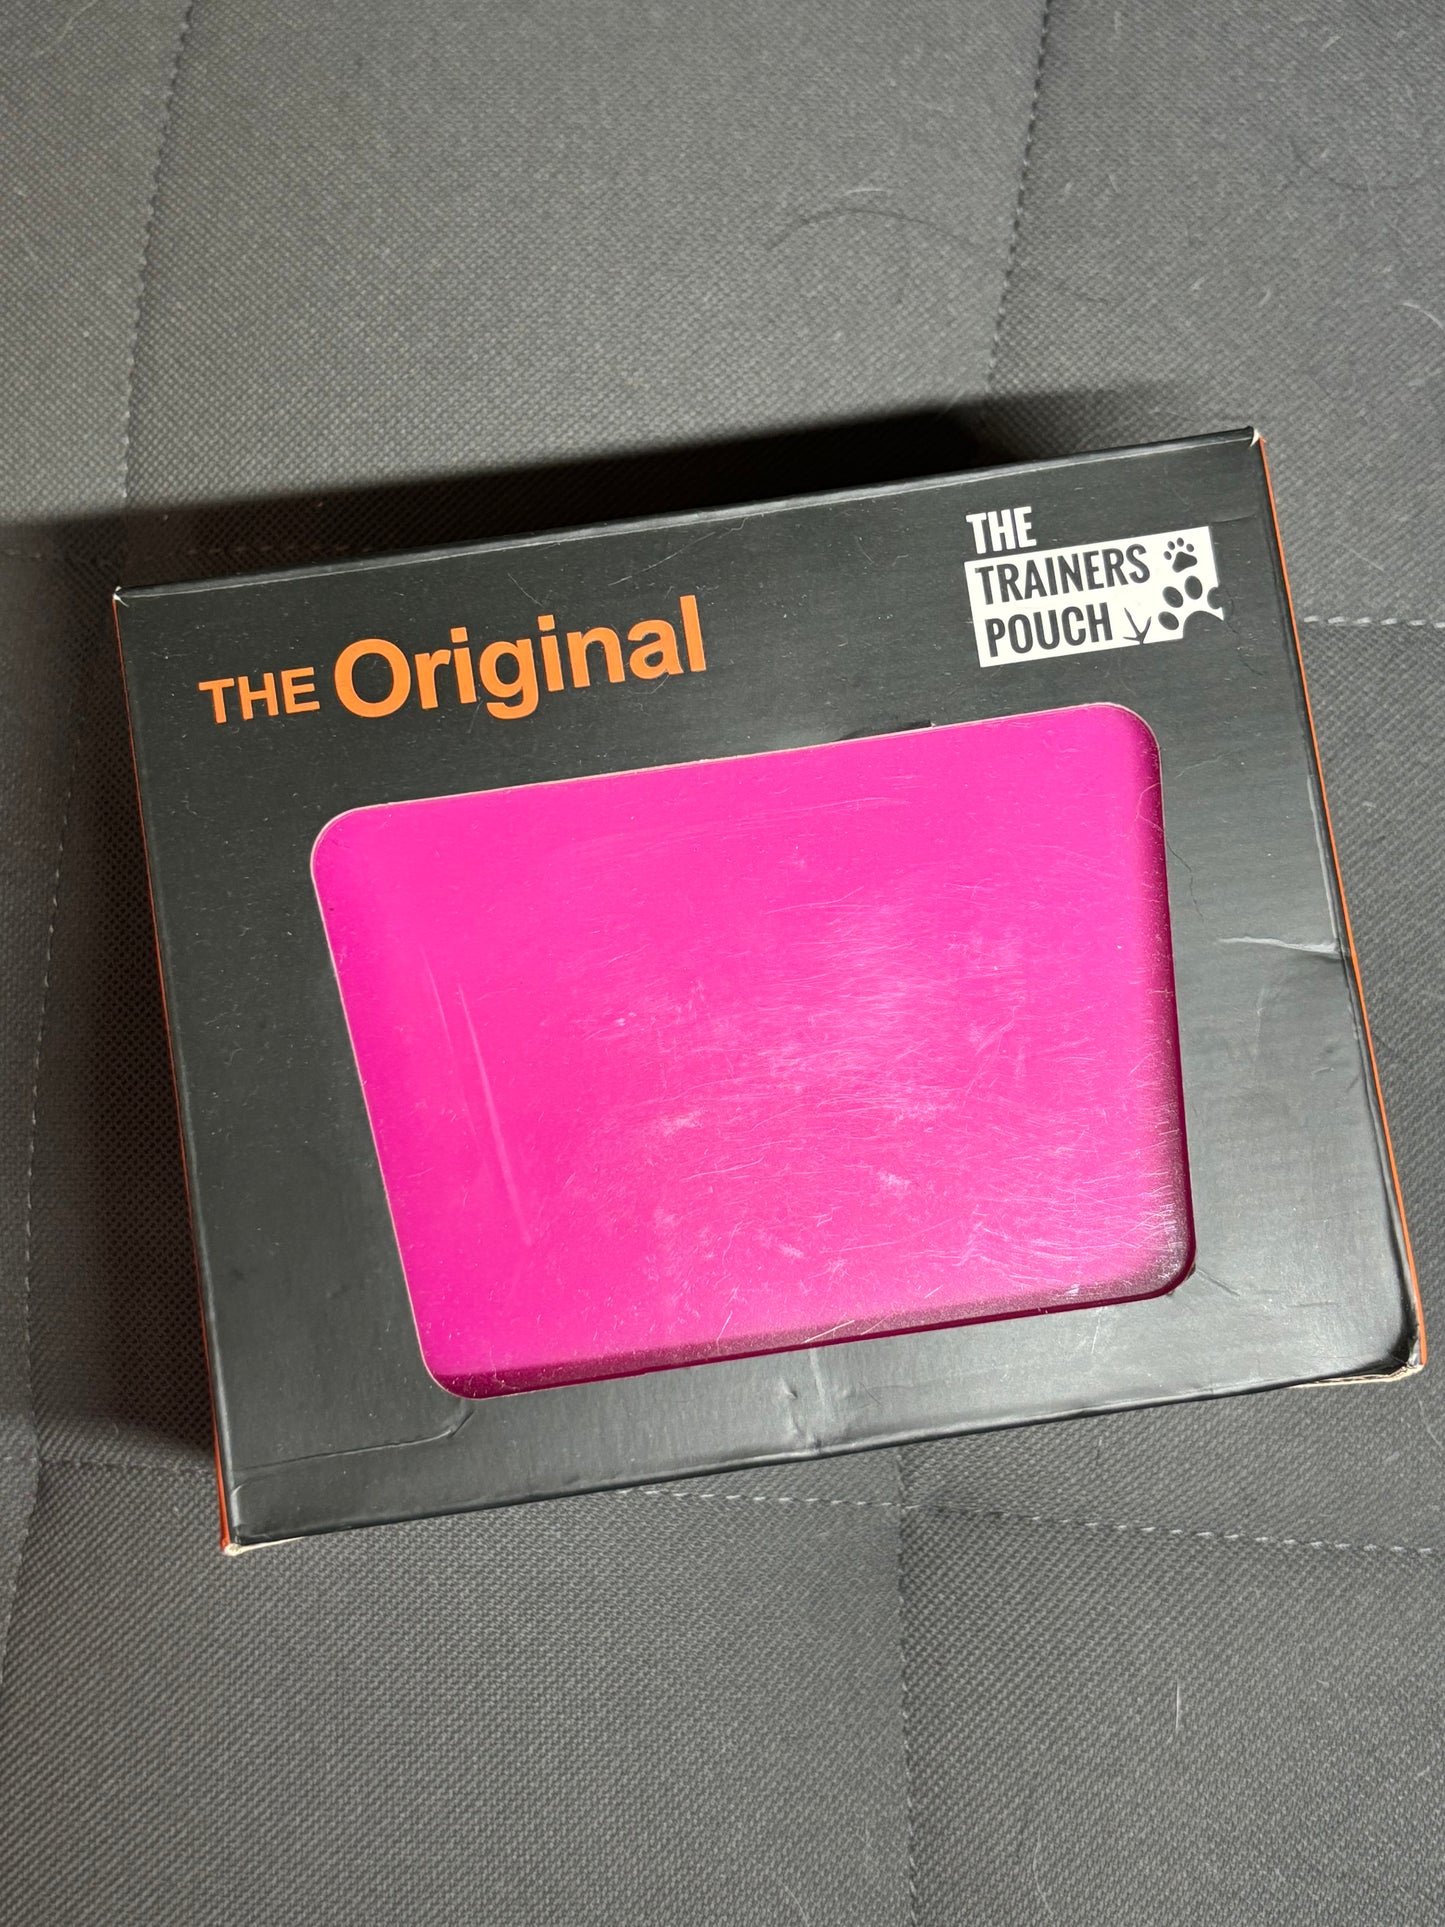 THE Original
THE
TRAINERS
POUCH